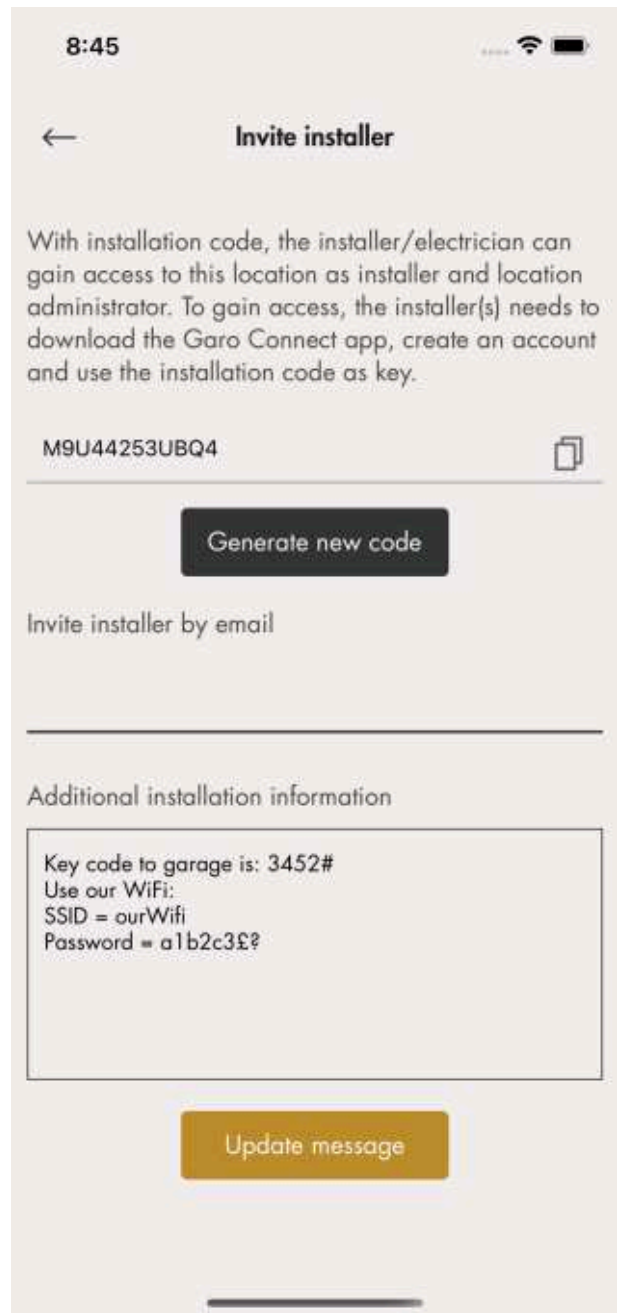 8:45
Invite installer
With installation code, the installer/electrician can
gain access to this location as installer and location
administrator. To gain access, the installer(s) needs to
download the Garo Connect app, create an account
and use the installation code as key.
M9U44253UBQ4
Generate new code
Invite installer by email
Additional installation information
Key code to garage is: 3452#
Use our WiFi:
SSID = ourWifi
Password = a1b2c3£?
Update message